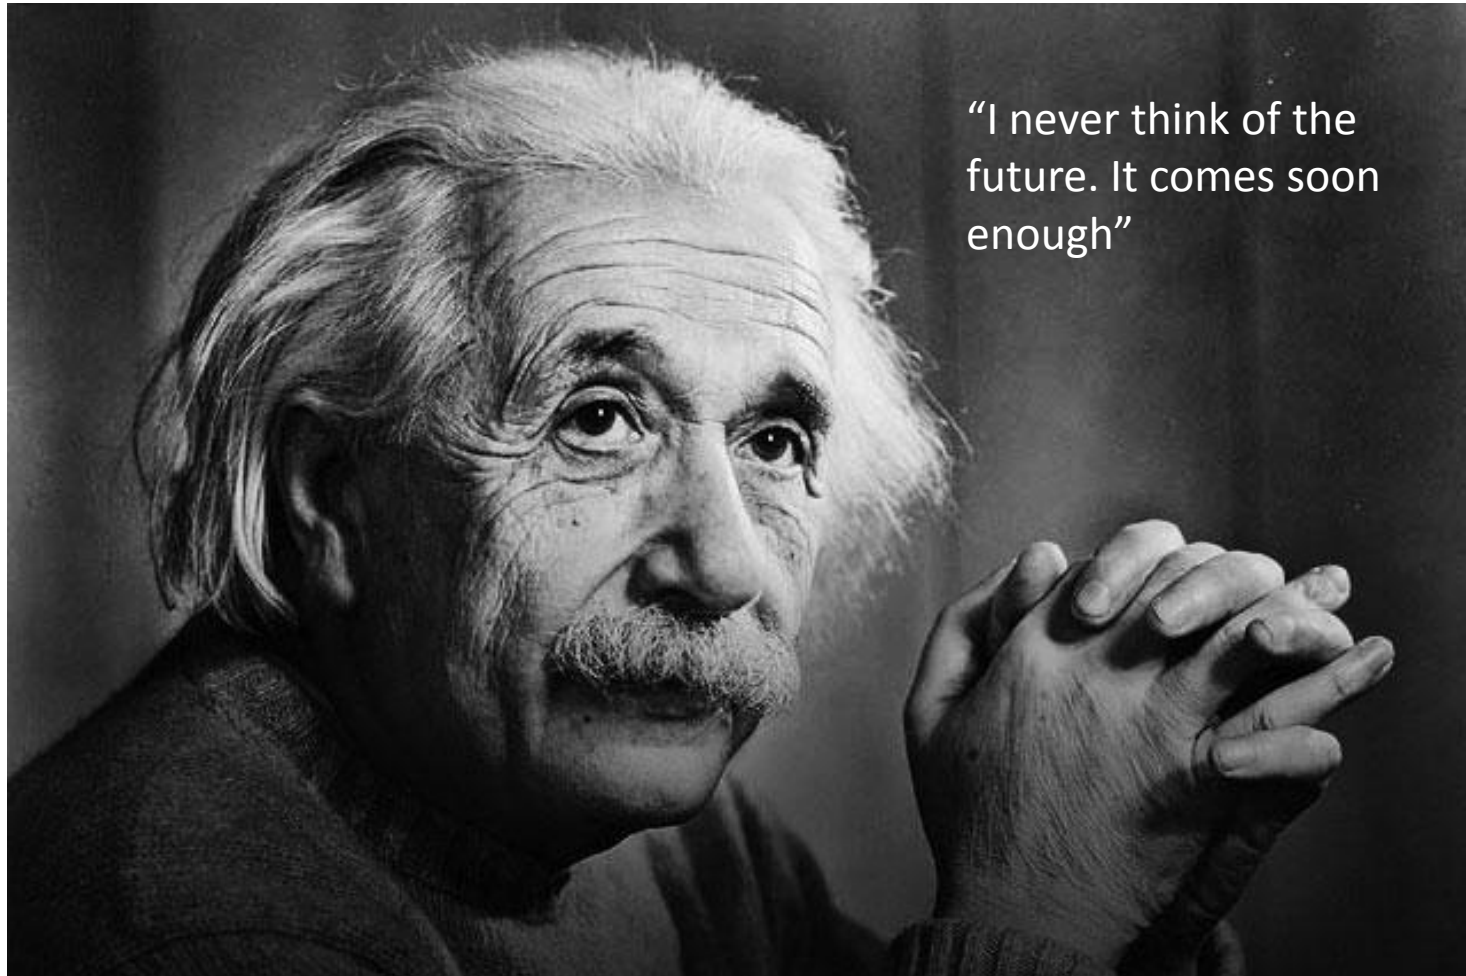 “I never think of the
future. It comes soon
enough”